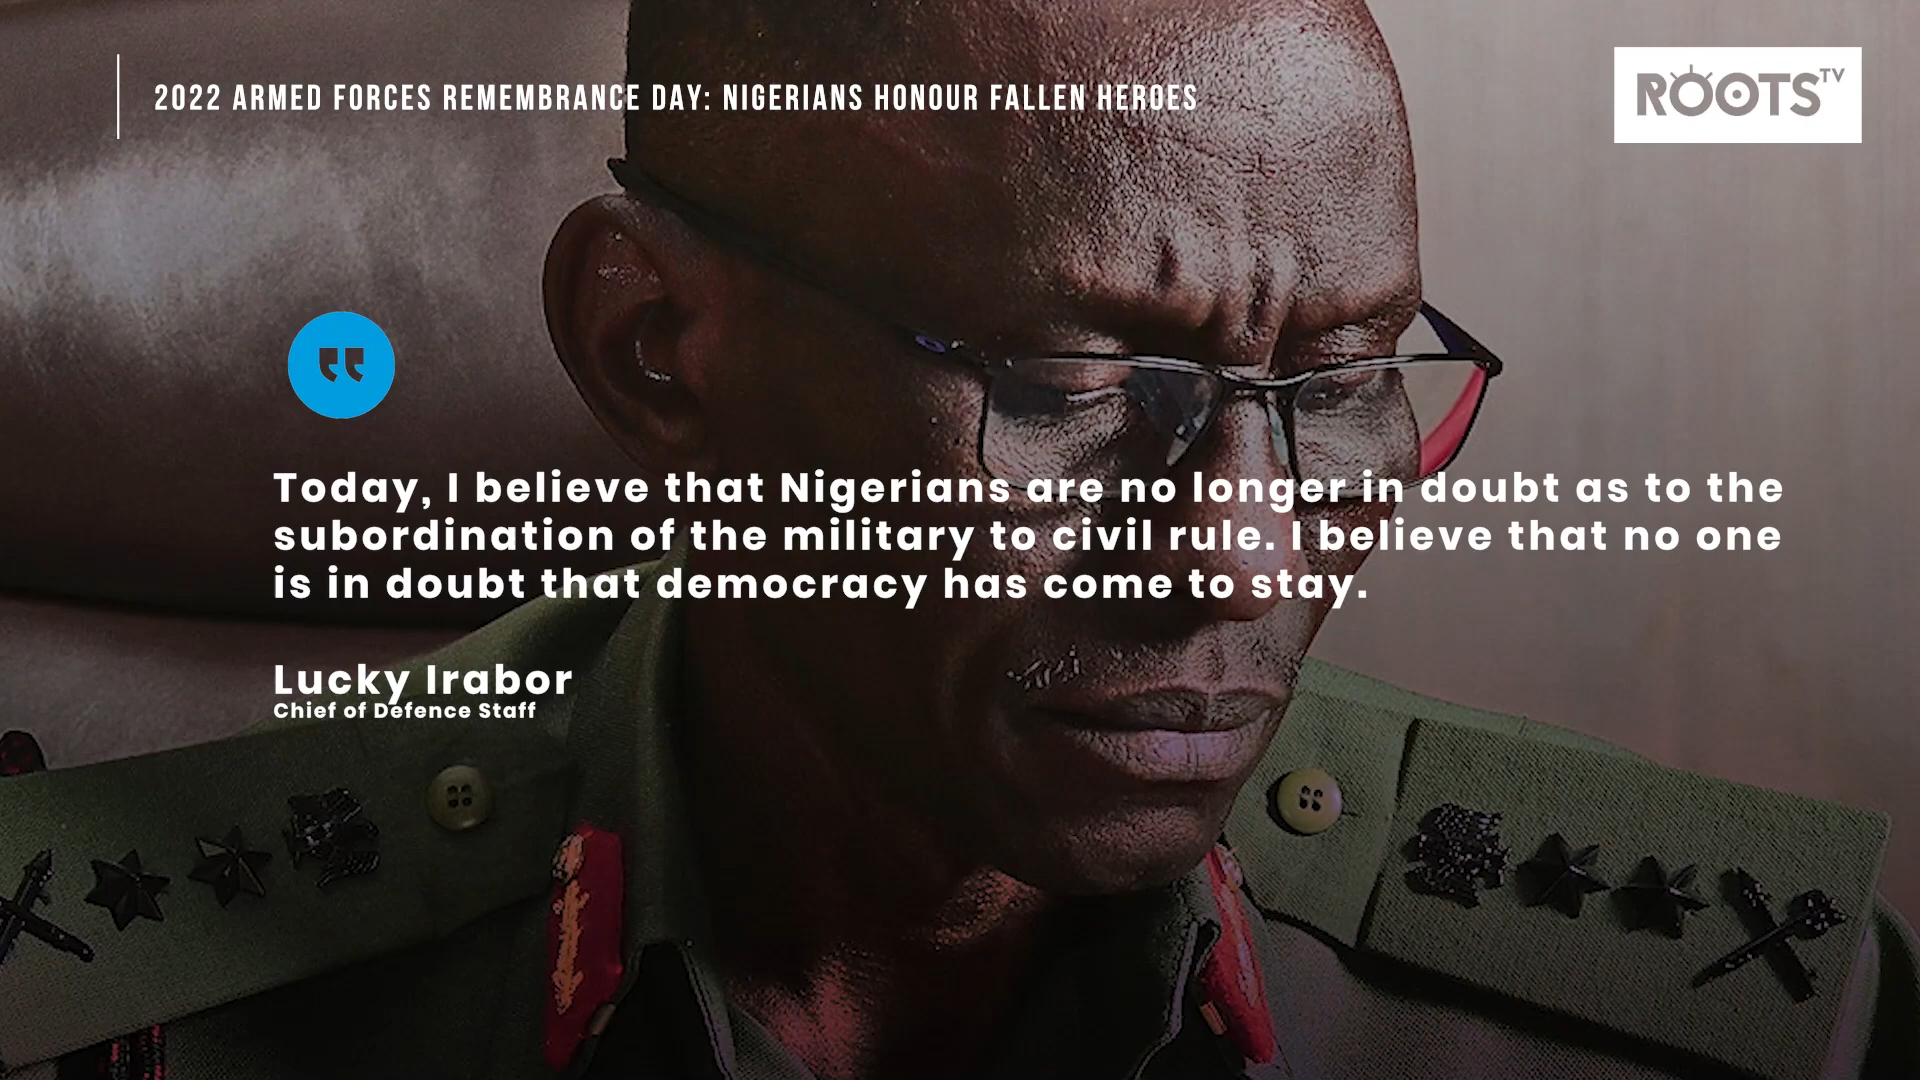 2022 ARMED FORCES REMEMBRANCE DAY: NIGERIANS HONOUR FALLEN HEROES
ROOTS TV
Today, I believe that Nigerians are no longer in doubt as to the
subordination of the military to civil rule. I believe that no one
is in doubt that democracy has come to stay.
Lucky Irabor
Chief of Defence Staff